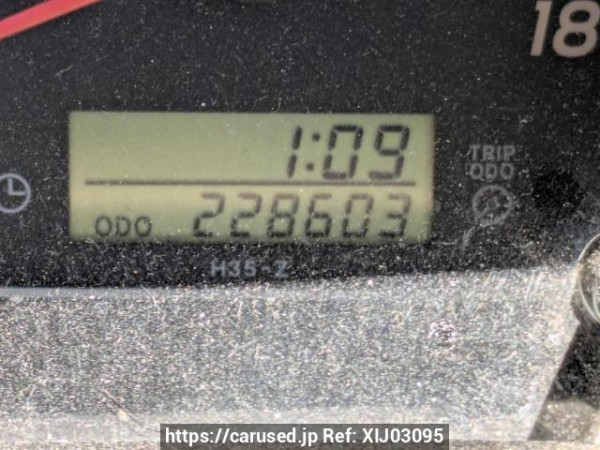 18
1:09
TRIP
ODO
ODO 228603
H35-Z
https://carused.jp Ref: XIJ03095